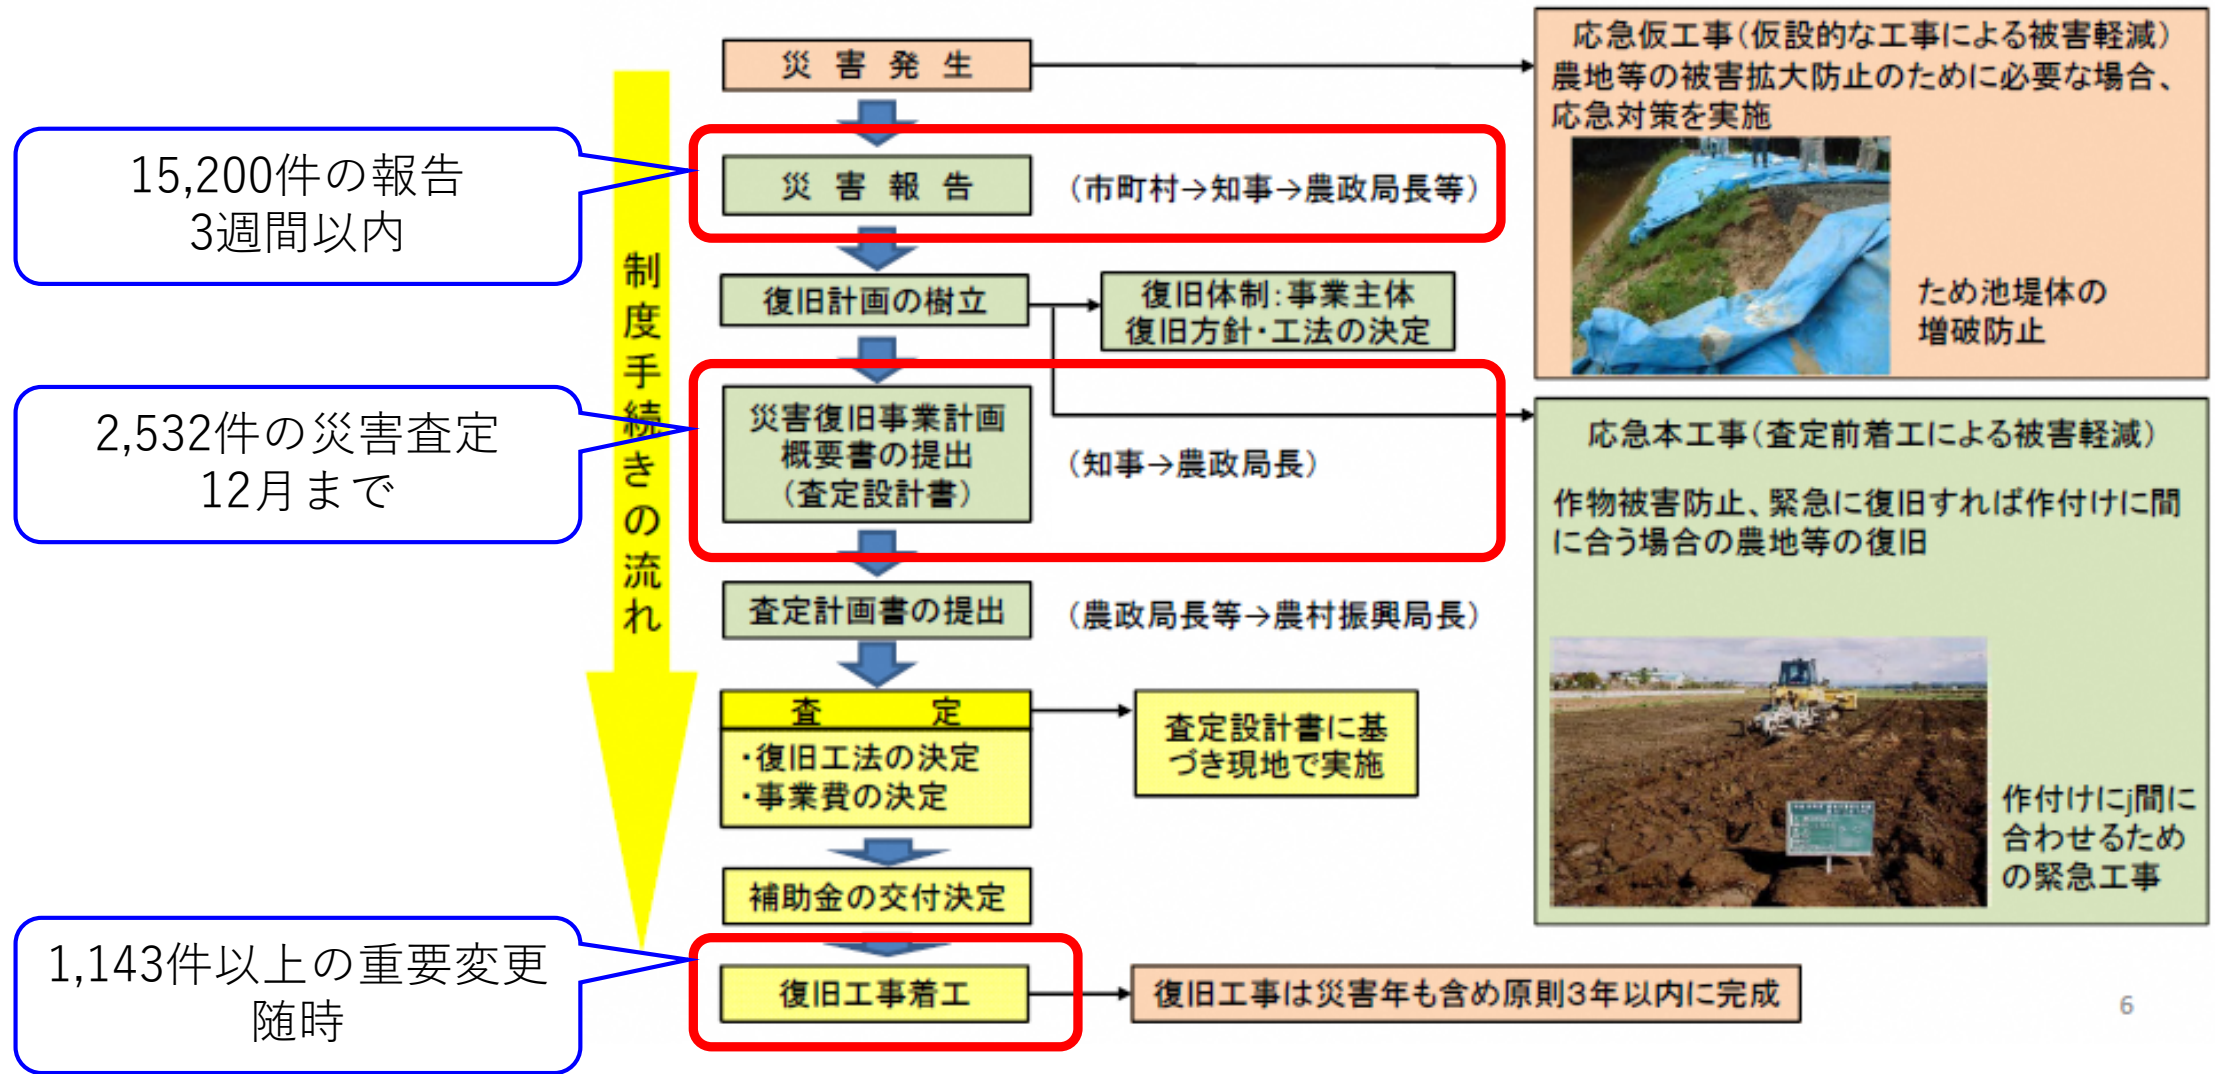 災害発生
応急仮工事（仮設的な工事による被害軽減）
農地等の被害拡大防止のために必要な場合、
応急対策を実施
ため池堤体の
増破防止
15,200件の報告
3週間以内
災害報告
（市町村→知事→農政局長等）
制度手続きの流れ
復旧計画の樹立
復旧体制：事業主体
復旧方針・工法の決定
2,532件の災害査定
12月まで
災害復旧事業計画
概要書の提出
（査定設計書）
（知事→農政局長）
応急本工事（査定前着工による被害軽減）
作物被害防止、緊急に復旧すれば作付けに間
に合う場合の農地等の復旧
作付けにj間に
合わせるため
の緊急工事
査定計画書の提出
（農政局長等→農村振興局長）
査定
・復旧工法の決定
・事業費の決定
査定設計書に基
づき現地で実施
補助金の交付決定
1,143件以上の重要変更
随時
復旧工事着工
復旧工事は災害年も含め原則3年以内に完成
6